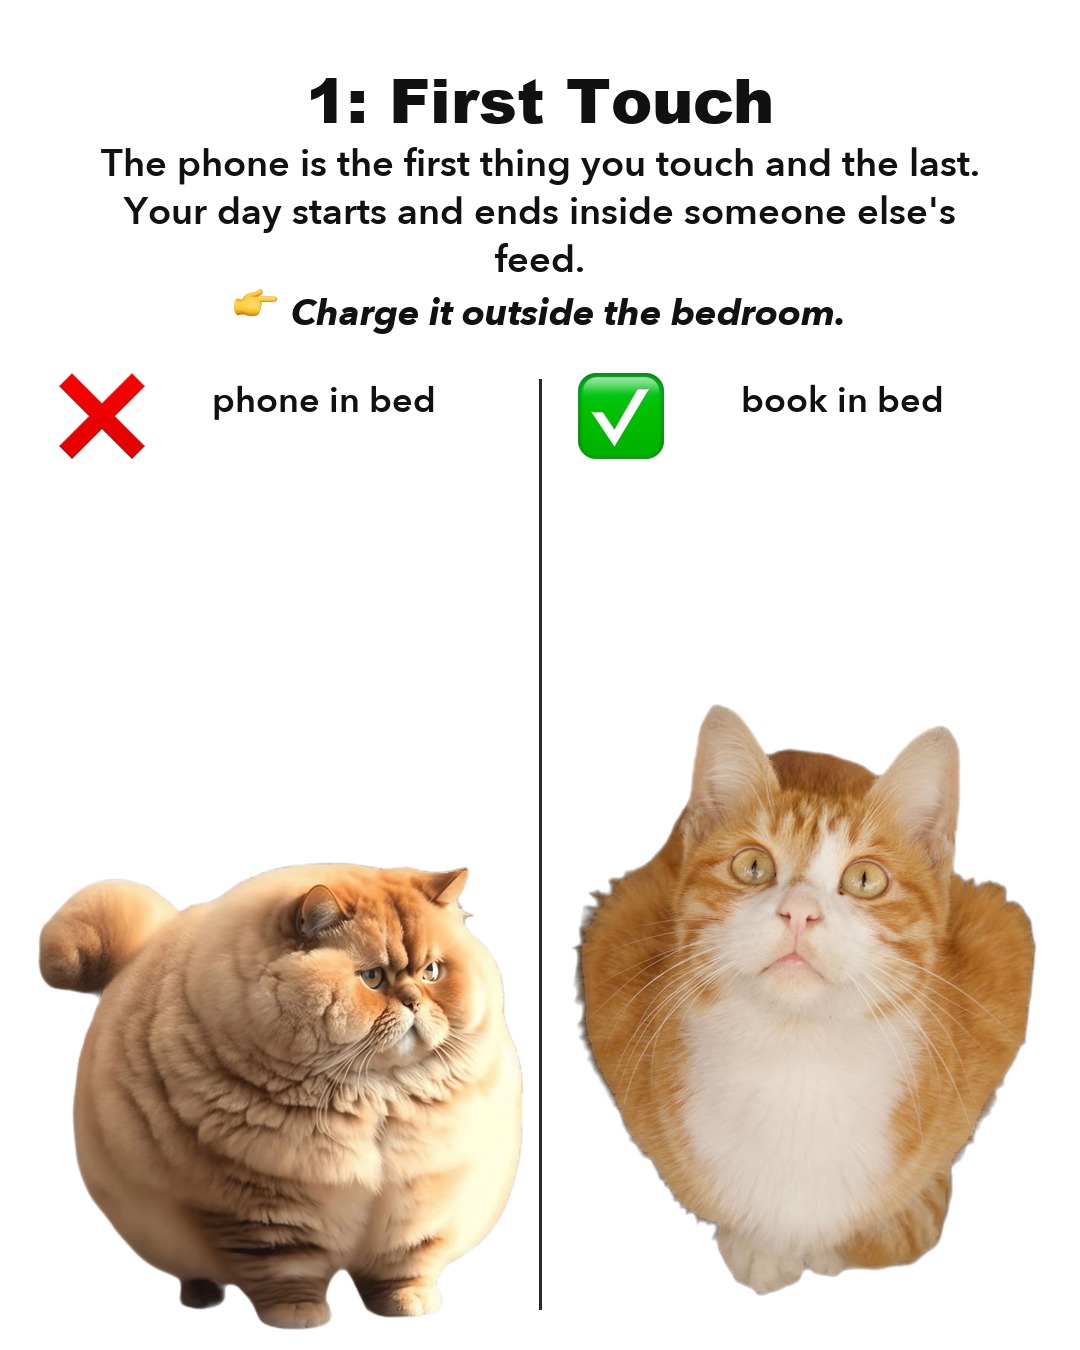 1: First Touch
The phone is the first thing you touch and the last.
Your day starts and ends inside someone else's
feed.
👉 Charge it outside the bedroom.
❌ phone in bed
✅ book in bed